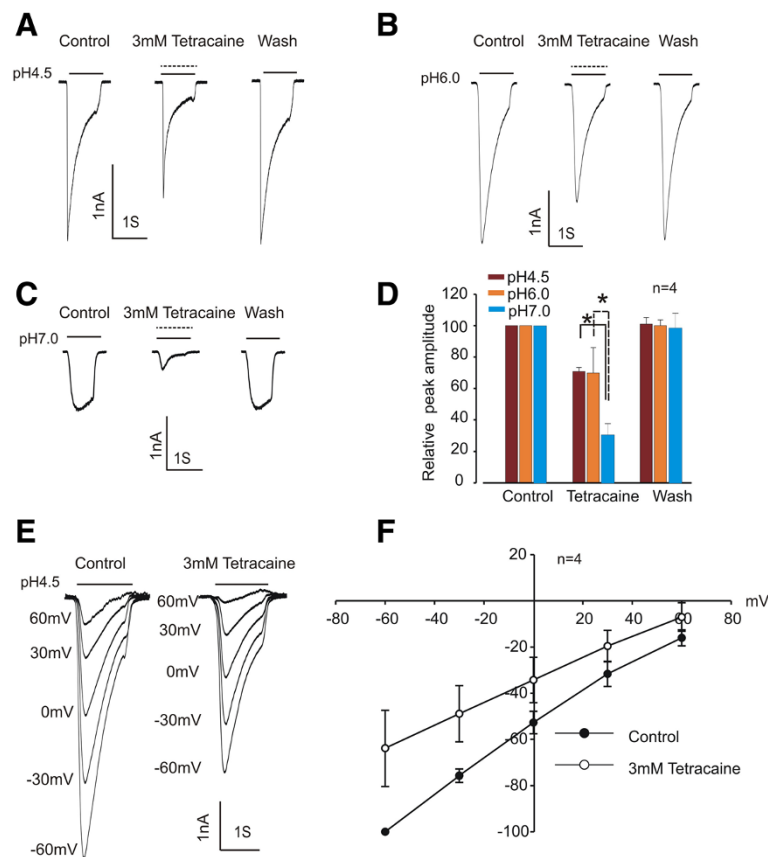 A
Control 3mM Tetracaine Wash
pH4.5
1nA
1S
B
Control 3mM Tetracaine Wash
pH6.0
1nA
1S
C
Control 3mM Tetracaine Wash
pH7.0
1nA
1S
D
pH4.5
pH6.0
pH7.0
n=4
* *
Relative peak amplitude
120
100
80
60
40
20
0
Control Tetracaine Wash
E
Control 3mM Tetracaine
pH4.5
60mV
30mV
0mV
-30mV
-60mV
60mV
30mV
0mV
-30mV
-60mV
1nA
1S
F
n=4
20
mV
-80 -60 -40 -20 0 20 40 60 80
-20
-40
-60
-80
-100
Control
3mM Tetracaine